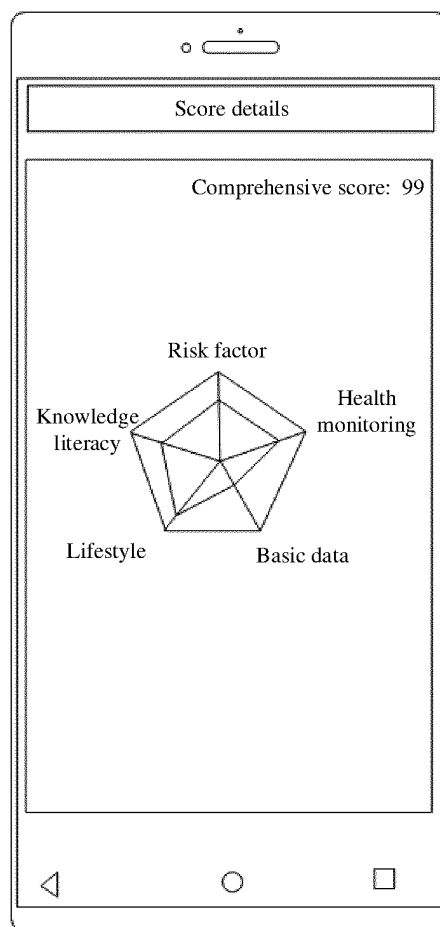 Score details
Comprehensive score: 99
Risk factor
Health
monitoring
Knowledge
literacy
Lifestyle
Basic data